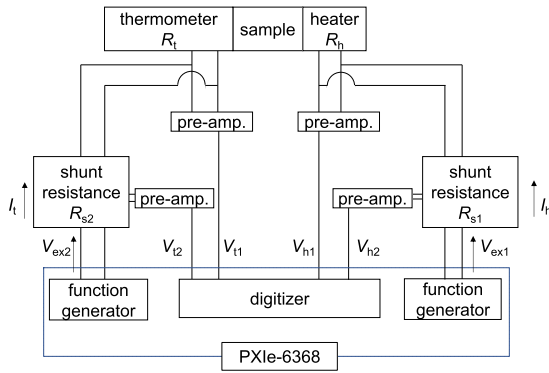 thermometer
Rt
sample
heater
Rh
pre-amp.
pre-amp.
shunt
resistance
Rs2
pre-amp.
pre-amp.
shunt
resistance
Rs1
It
Ih
Vex2
Vt2
Vt1
Vh1
Vh2
Vex1
function
generator
digitizer
function
generator
PXIe-6368